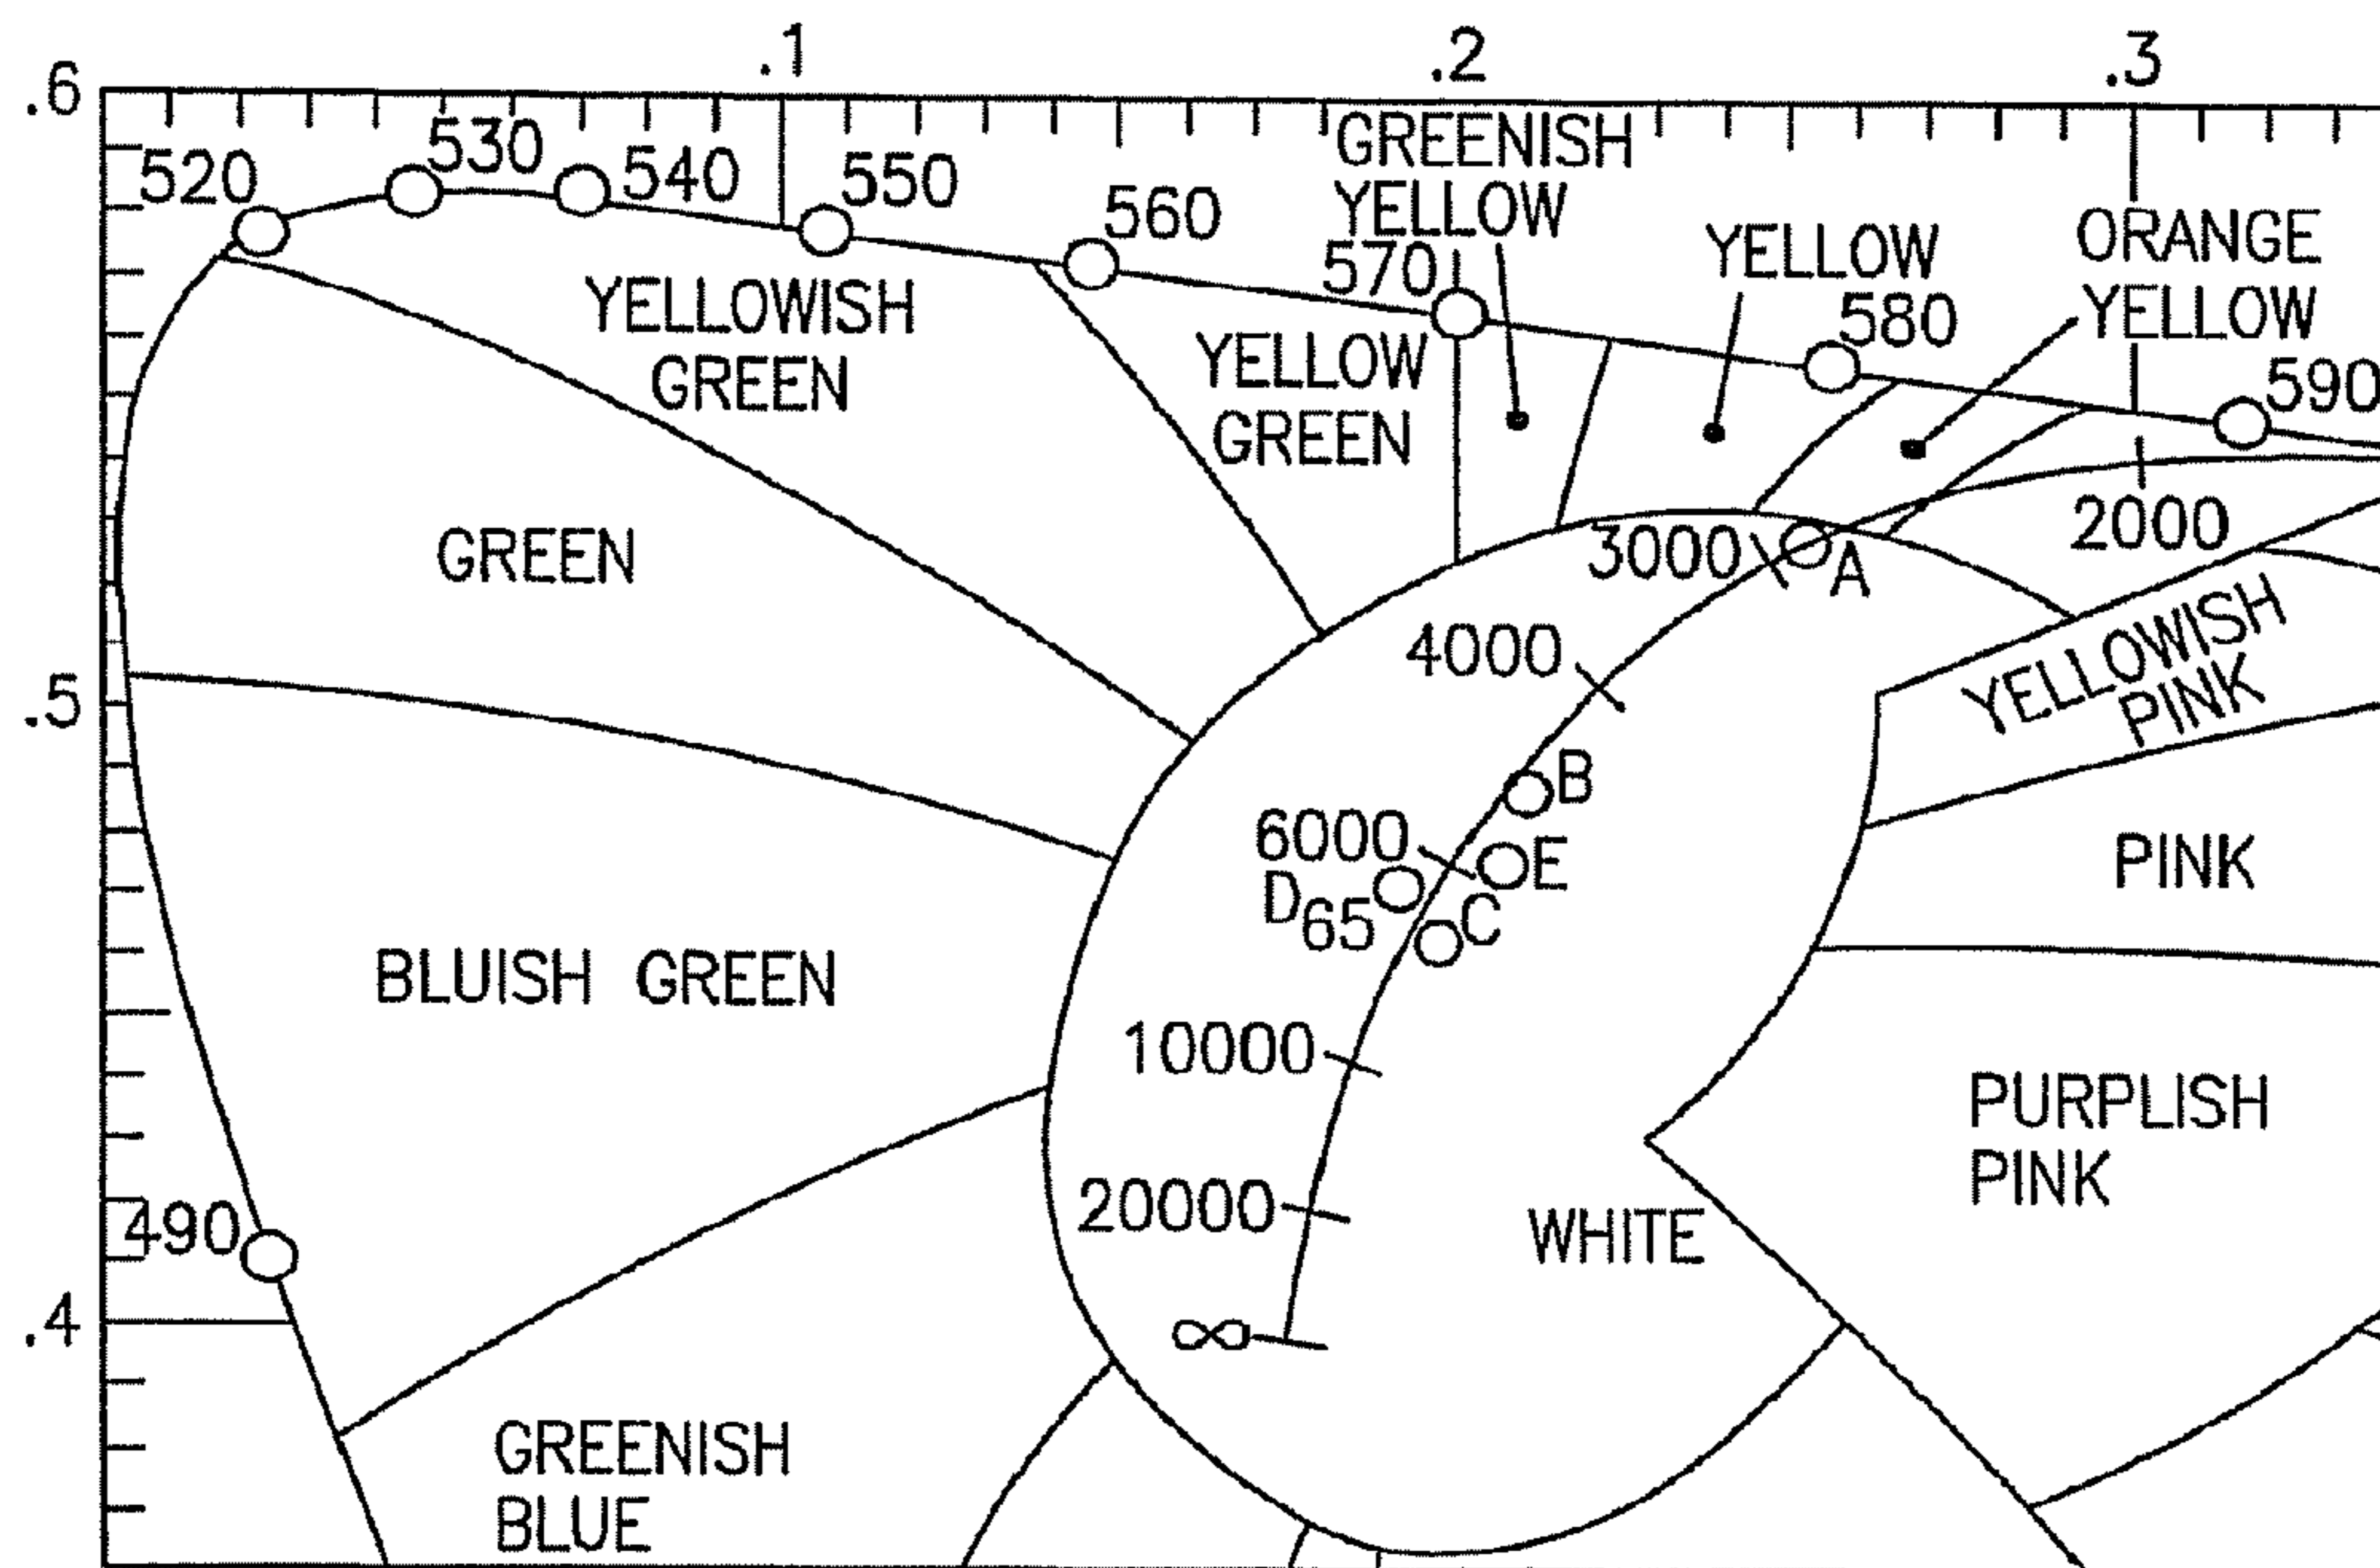 .1
.2
.3
.6
520
530
540
550
560
GREENISH
YELLOW
570
YELLOW
580
ORANGE
YELLOW
590
YELLOWISH
GREEN
YELLOW
GREEN
GREEN
3000
A
2000
4000
YELLOWISH
PINK
.5
B
6000
E
D65
C
PINK
BLUISH GREEN
10000
PURPLISH
PINK
20000
WHITE
490
.4
∞
GREENISH
BLUE